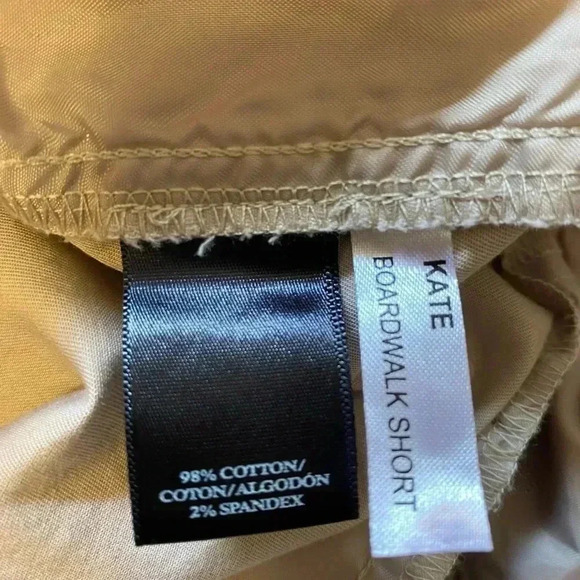 98% COTTON/
COTON/ALGODÓN
2% SPANDEX
KATE
BOARDWALK SHORT